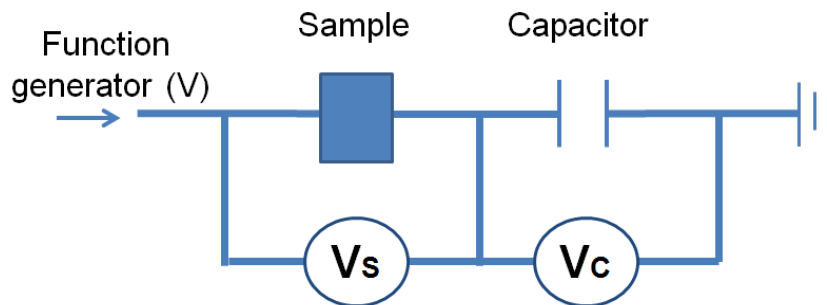 Sample
Capacitor
Function
generator (V)
Vs
Vc